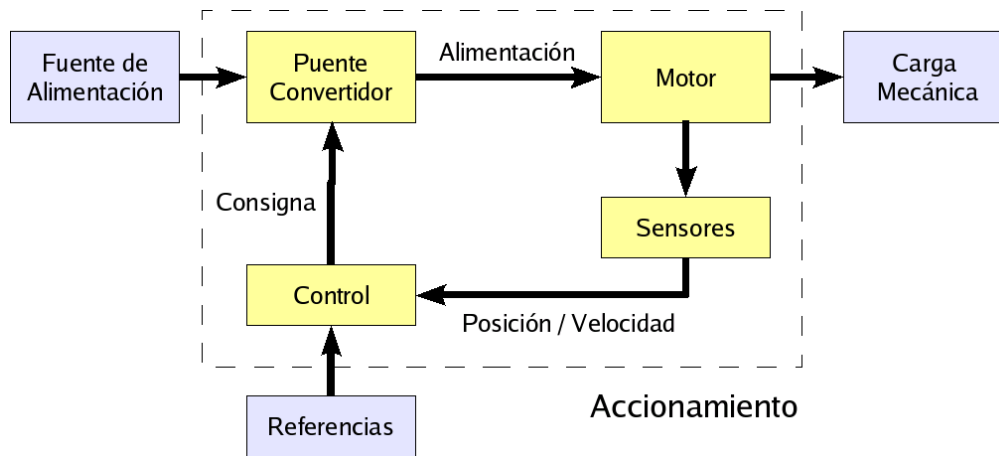 Fuente de
Alimentación
Puente
Convertidor
Alimentación
Motor
Carga
Mecánica
Consigna
Sensores
Control
Posición / Velocidad
Referencias
Accionamiento